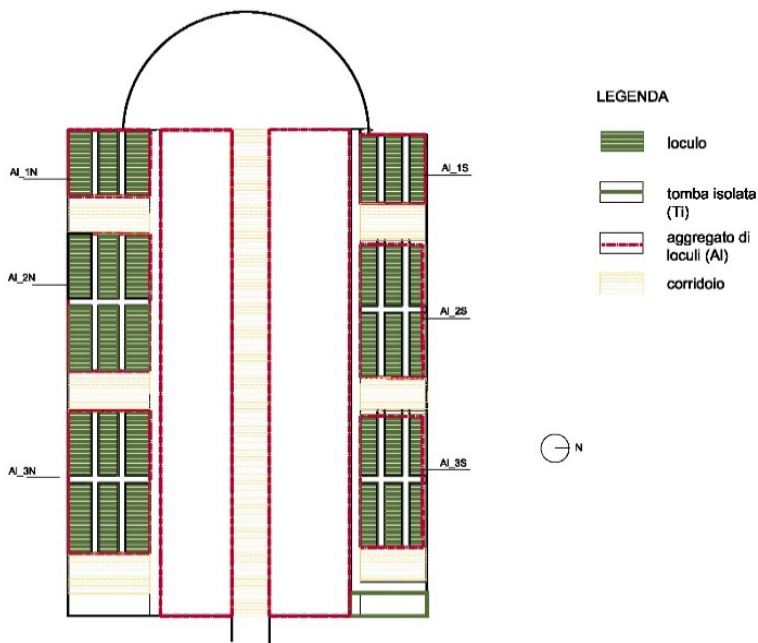 LEGENDA
loculo
tomba isolata
(Ti)
aggregato di
loculi (Al)
corridoio
Al_1N
Al_1S
Al_2N
Al_2S
Al_3N
Al_3S
N